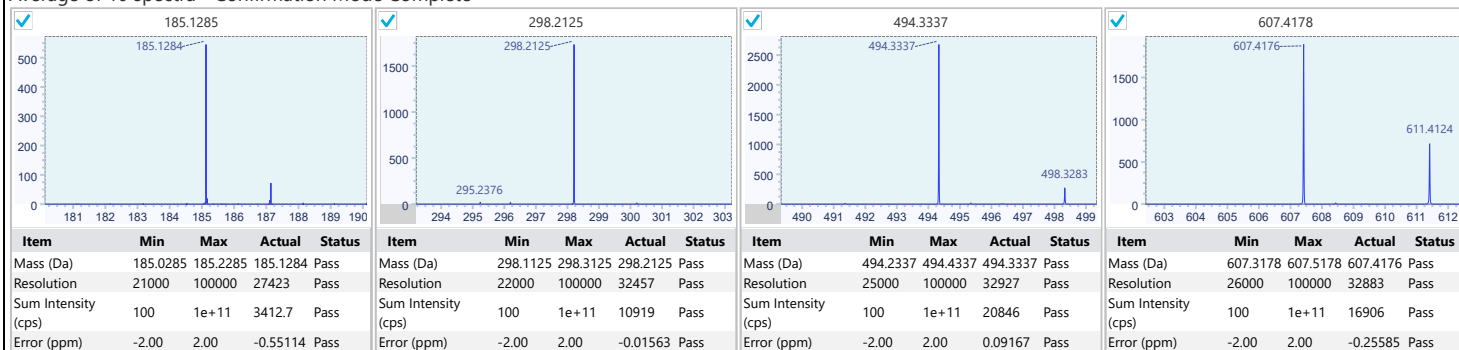 185.1285
298.2125
494.3337
607.4178
185.1284
500
400
300
200
100
0
181 182 183 184 185 186 187 188 189 190
298.2125
295.2376
1500
1000
500
0
294 295 296 297 298 299 300 301 302 303
494.3337
498.3283
2500
2000
1500
1000
500
0
490 491 492 493 494 495 496 497 498 499
607.4176
611.4124
1500
1000
500
0
603 604 605 606 607 608 609 610 611 612
Item Min Max Actual Status
Mass (Da) 185.0285 185.2285 185.1284 Pass
Resolution 21000 100000 27423 Pass
Sum Intensity (cps) 100 1e+11 3412.7 Pass
Error (ppm) -2.00 2.00 -0.55114 Pass
Item Min Max Actual Status
Mass (Da) 298.1125 298.3125 298.2125 Pass
Resolution 22000 100000 32457 Pass
Sum Intensity (cps) 100 1e+11 10919 Pass
Error (ppm) -2.00 2.00 -0.01563 Pass
Item Min Max Actual Status
Mass (Da) 494.2337 494.4337 494.3337 Pass
Resolution 25000 100000 32927 Pass
Sum Intensity (cps) 100 1e+11 20846 Pass
Error (ppm) -2.00 2.00 0.09167 Pass
Item Min Max Actual Status
Mass (Da) 607.3178 607.5178 607.4176 Pass
Resolution 26000 100000 32883 Pass
Sum Intensity (cps) 100 1e+11 16906 Pass
Error (ppm) -2.00 2.00 -0.25585 Pass